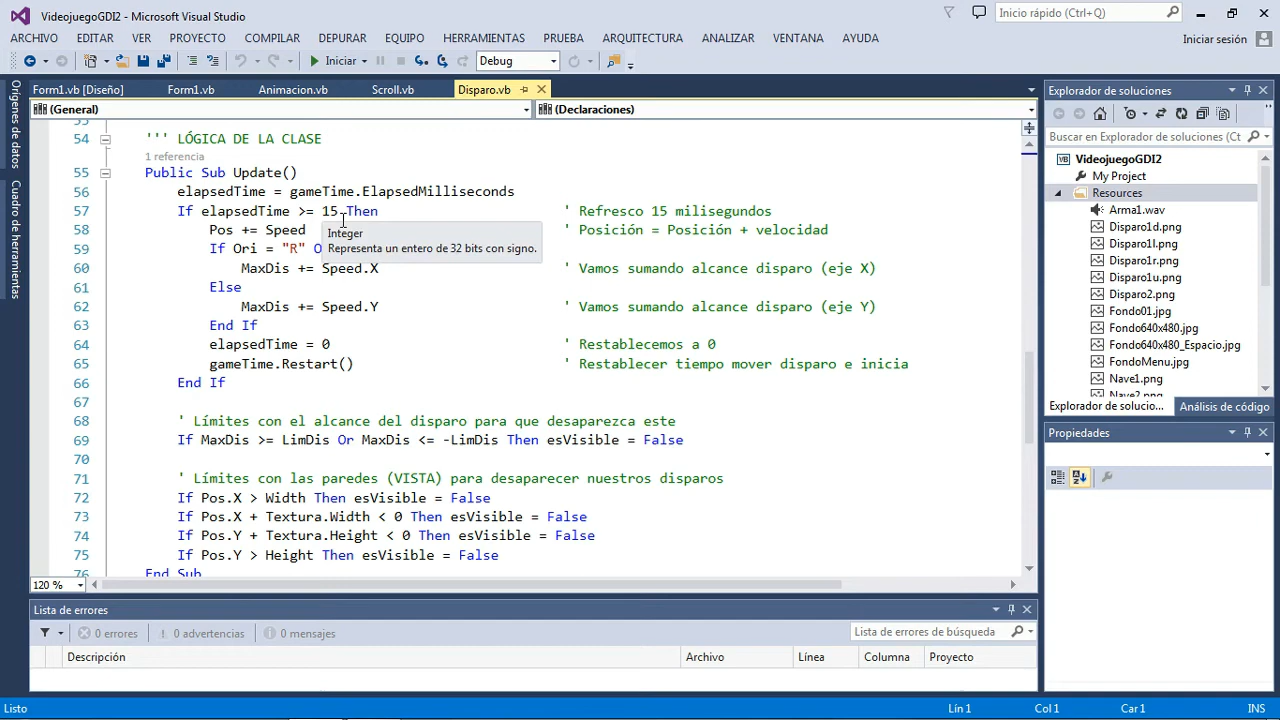 VideojuegoGDI2 - Microsoft Visual Studio
Inicio rápido (Ctrl+Q)
ARCHIVO EDITAR VER PROYECTO COMPILAR DEPURAR EQUIPO HERRAMIENTAS PRUEBA ARQUITECTURA ANALIZAR VENTANA AYUDA
Iniciar sesión
Iniciar
Debug
Orígenes de datos
Cuadro de herramientas
Form1.vb [Diseño] Form1.vb Animacion.vb Scroll.vb Disparo.vb
(General) (Declaraciones)
54 ''' LÓGICA DE LA CLASE
1 referencia
55 Public Sub Update()
56 elapsedTime = gameTime.ElapsedMilliseconds
57 If elapsedTime >= 15 Then ' Refresco 15 milisegundos
58 Pos += Speed ' Posición = Posición + velocidad
Integer
Representa un entero de 32 bits con signo.
59 If Ori = "R" O
60 MaxDis += Speed.X ' Vamos sumando alcance disparo (eje X)
61 Else
62 MaxDis += Speed.Y ' Vamos sumando alcance disparo (eje Y)
63 End If
64 elapsedTime = 0 ' Restablecemos a 0
65 gameTime.Restart() ' Restablecer tiempo mover disparo e inicia
66 End If
67
68 ' Límites con el alcance del disparo para que desaparezca este
69 If MaxDis >= LimDis Or MaxDis <= -LimDis Then esVisible = False
70
71 ' Límites con las paredes (VISTA) para desaparecer nuestros disparos
72 If Pos.X > Width Then esVisible = False
73 If Pos.X + Textura.Width < 0 Then esVisible = False
74 If Pos.Y + Textura.Height < 0 Then esVisible = False
75 If Pos.Y > Height Then esVisible = False
76 End Sub
120 %
Explorador de soluciones
Buscar en Explorador de soluciones (Ct
VideojuegoGDI2
My Project
Resources
Arma1.wav
Disparo1d.png
Disparo1l.png
Disparo1r.png
Disparo1u.png
Disparo2.png
Fondo01.jpg
Fondo640x480.jpg
Fondo640x480_Espacio.jpg
FondoMenu.jpg
Nave1.png
Nave2.png
Explorador de solucio... Análisis de código
Propiedades
Lista de errores
0 errores 0 advertencias 0 mensajes
Lista de errores de búsqueda
Descripción Archivo Línea Columna Proyecto
Listo Lín 1 Col 1 Car 1 INS